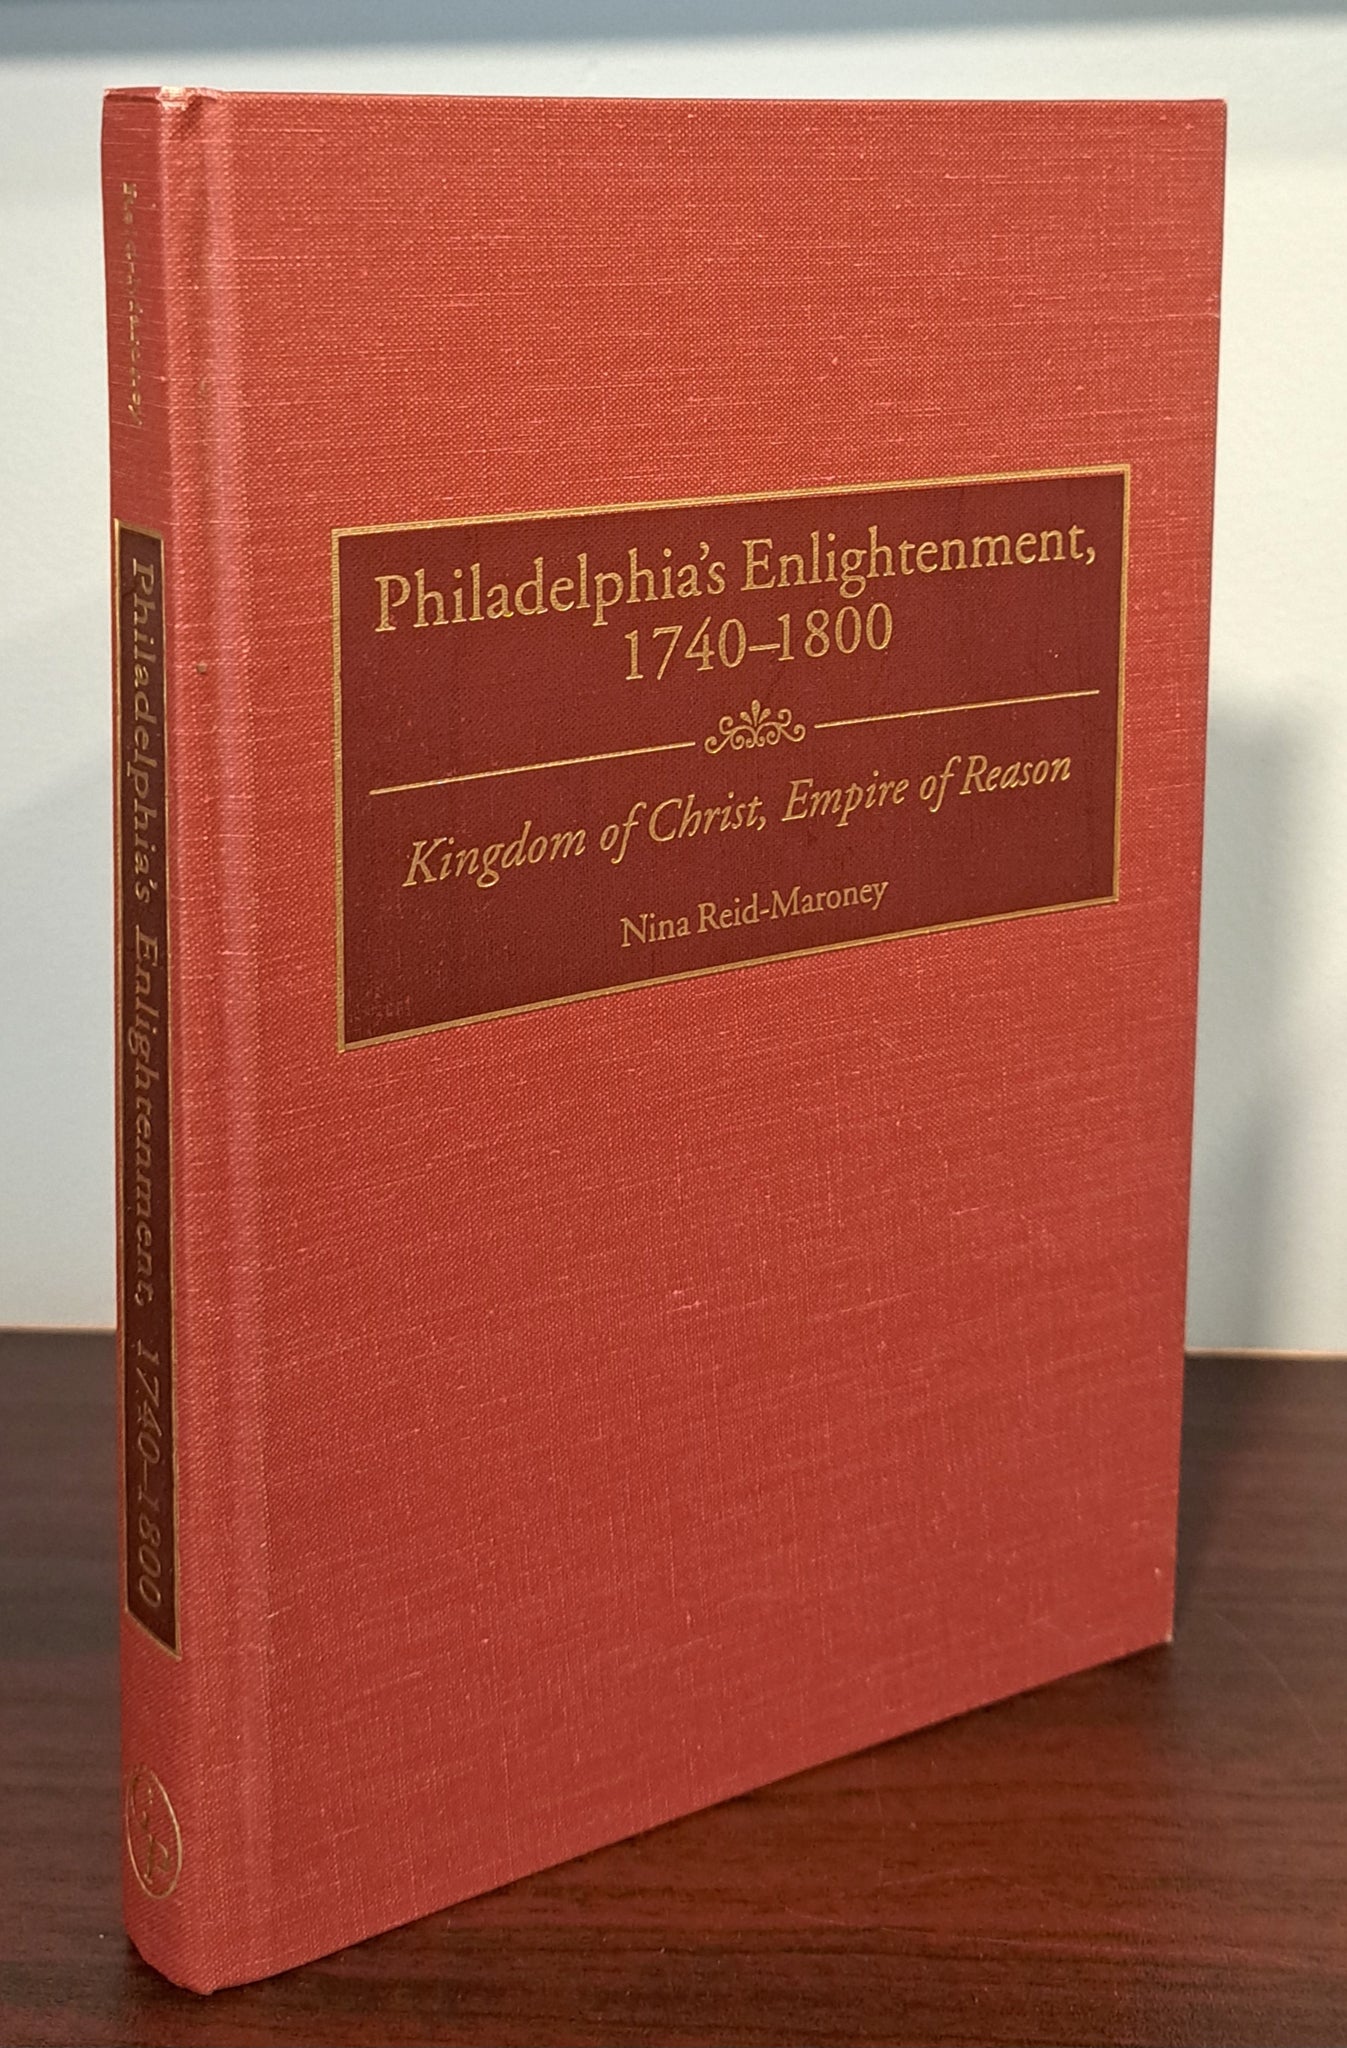 Philadelphia's Enlightenment,
1740–1800
Kingdom of Christ, Empire of Reason
Nina Reid-Maroney
Reid-Maroney
Philadelphia's Enlightenment, 1740–1800